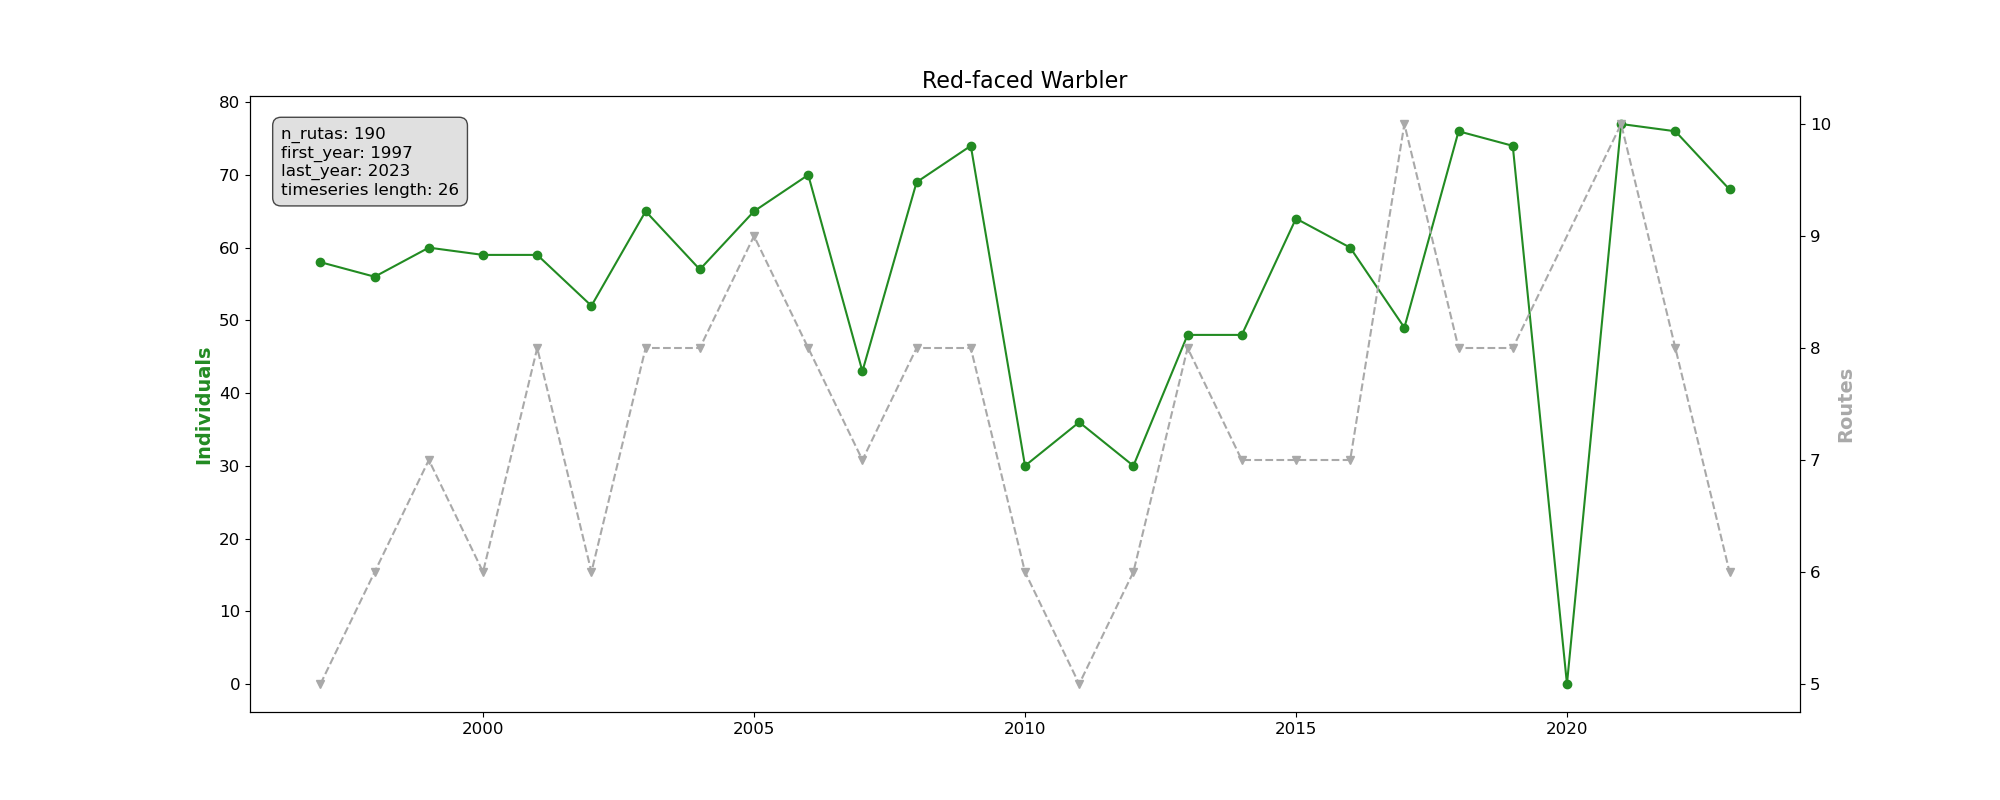 Red-faced Warbler
80
70
60
50
40
30
20
10
0
Individuals
n_rutas: 190
first_year: 1997
last_year: 2023
timeseries length: 26
10
9
8
7
6
5
Routes
2000
2005
2010
2015
2020